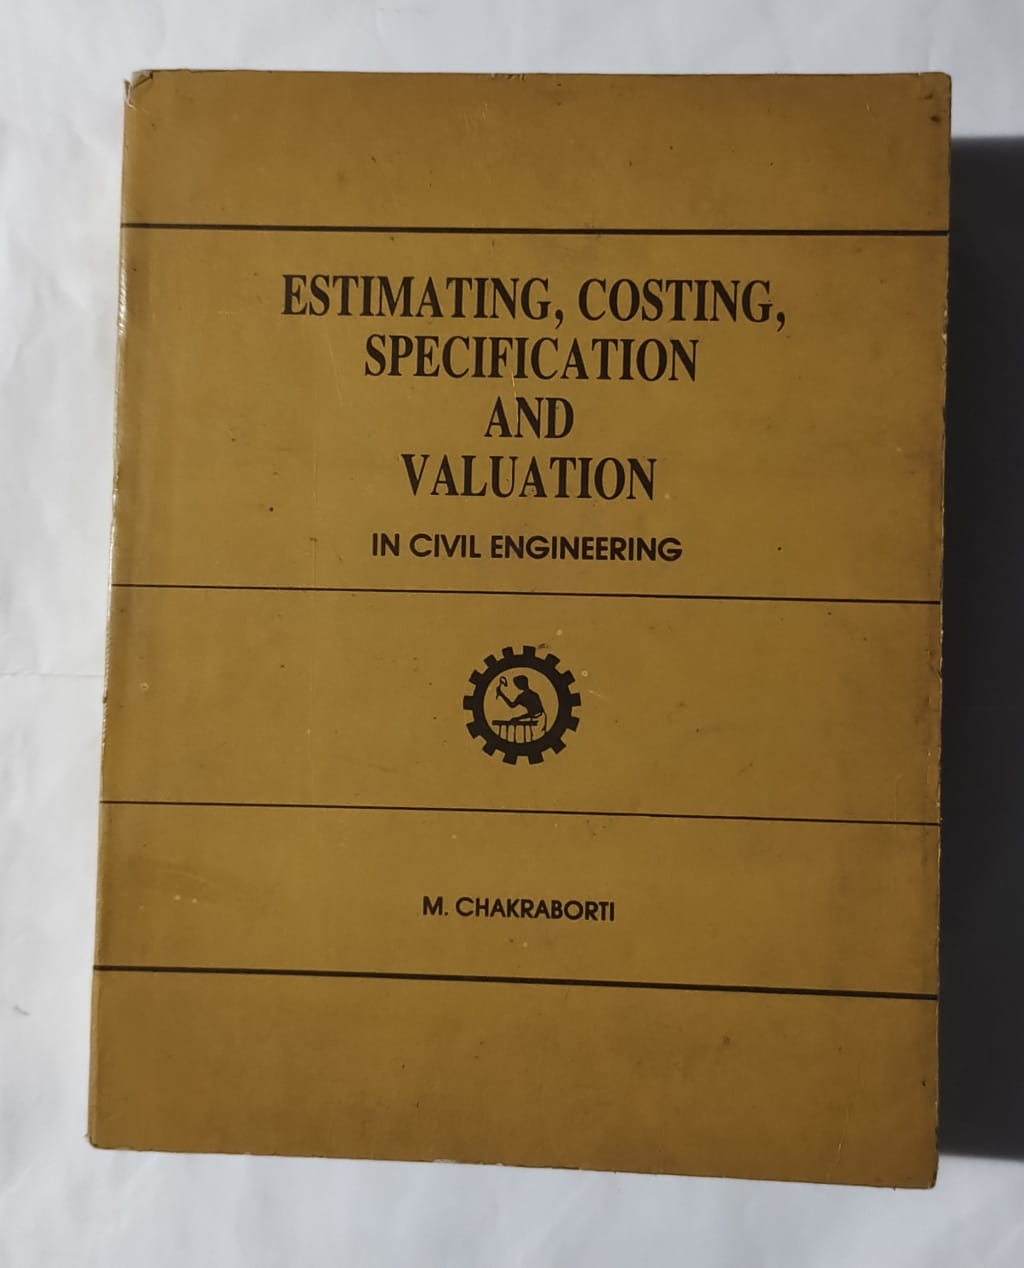 ESTIMATING, COSTING,
SPECIFICATION
AND
VALUATION
IN CIVIL ENGINEERING
M. CHAKRABORTI